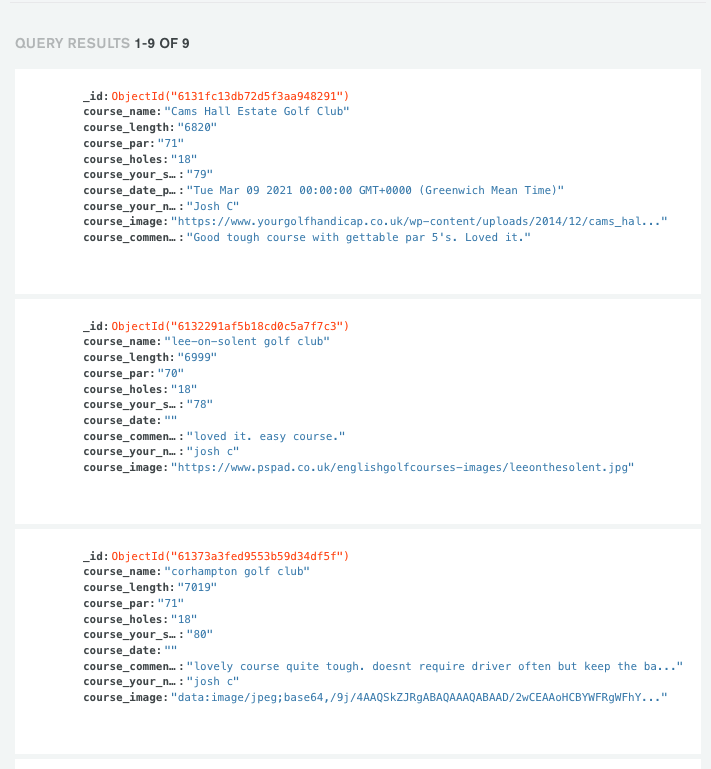 QUERY RESULTS 1-9 OF 9
_id: ObjectId("6131fc13db72d5f3aa948291")
course_name: "Cams Hall Estate Golf Club"
course_length: "6820"
course_par: "71"
course_holes: "18"
course_your_s… : "79"
course_date_p… : "Tue Mar 09 2021 00:00:00 GMT+0000 (Greenwich Mean Time)"
course_your_n… : "Josh C"
course_image: "https://www.yourgolfhandicap.co.uk/wp-content/uploads/2014/12/cams_hal..."
course_commen… : "Good tough course with gettable par 5's. Loved it."
_id: ObjectId("6132291af5b18cd0c5a7f7c3")
course_name: "lee-on-solent golf club"
course_length: "6999"
course_par: "70"
course_holes: "18"
course_your_s… : "78"
course_date: ""
course_commen… : "loved it. easy course."
course_your_n… : "josh c"
course_image: "https://www.pspad.co.uk/englishgolfcourses-images/leeonthesolent.jpg"
_id: ObjectId("61373a3fed9553b59d34df5f")
course_name: "corhampton golf club"
course_length: "7019"
course_par: "71"
course_holes: "18"
course_your_s… : "80"
course_date: ""
course_commen… : "lovely course quite tough. doesnt require driver often but keep the ba..."
course_your_n… : "josh c"
course_image: "data:image/jpeg;base64,/9j/4AAQSkZJRgABAQAAAQABAAD/2wCEAAoHCBYWFRgWFhY..."